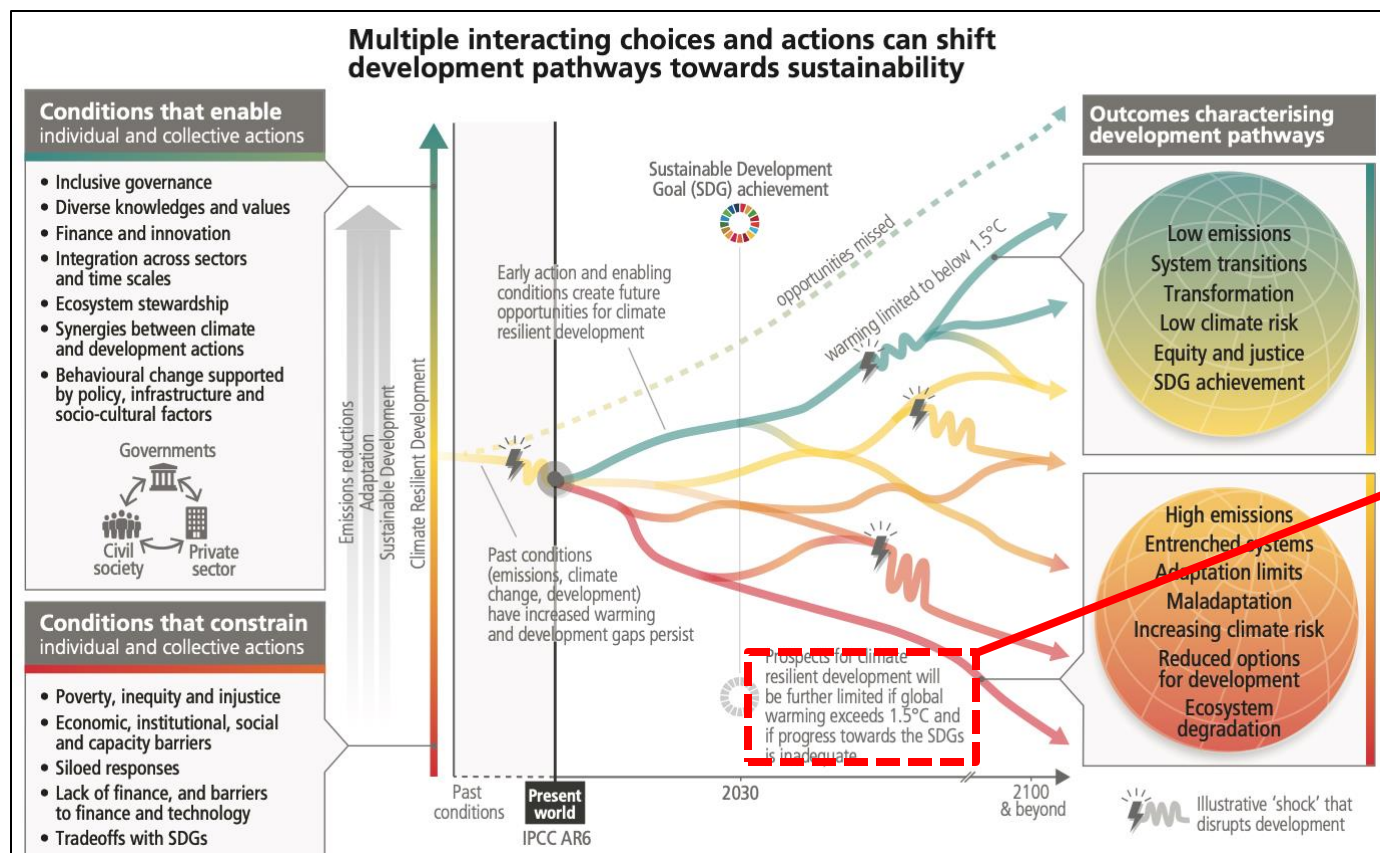 Multiple interacting choices and actions can shift
development pathways towards sustainability
Conditions that enable
individual and collective actions
• Inclusive governance
• Diverse knowledges and values
• Finance and innovation
• Integration across sectors
and time scales
• Ecosystem stewardship
• Synergies between climate
and development actions
• Behavioural change supported
by policy, infrastructure and
socio-cultural factors
Governments
Civil
society
Private
sector
Conditions that constrain
individual and collective actions
• Poverty, inequity and injustice
• Economic, institutional, social
and capacity barriers
• Siloed responses
• Lack of finance, and barriers
to finance and technology
• Tradeoffs with SDGs
Emissions reductions
Adaptation
Sustainable Development
Climate Resilient Development
Sustainable Development
Goal (SDG) achievement
Early action and enabling
conditions create future
opportunities for climate
resilient development
opportunities missed
warming limited to below 1.5°C
Past conditions
(emissions, climate
change, development)
have increased warming
and development gaps persist
Prospects for climate
resilient development will
be further limited if global
warming exceeds 1.5°C and
if progress towards the SDGs
is inadequate
Past
conditions
Present
world
IPCC AR6
2030
2100
& beyond
Outcomes characterising
development pathways
Low emissions
System transitions
Transformation
Low climate risk
Equity and justice
SDG achievement
High emissions
Entrenched systems
Adaptation limits
Maladaptation
Increasing climate risk
Reduced options
for development
Ecosystem
degradation
Illustrative 'shock' that
disrupts development